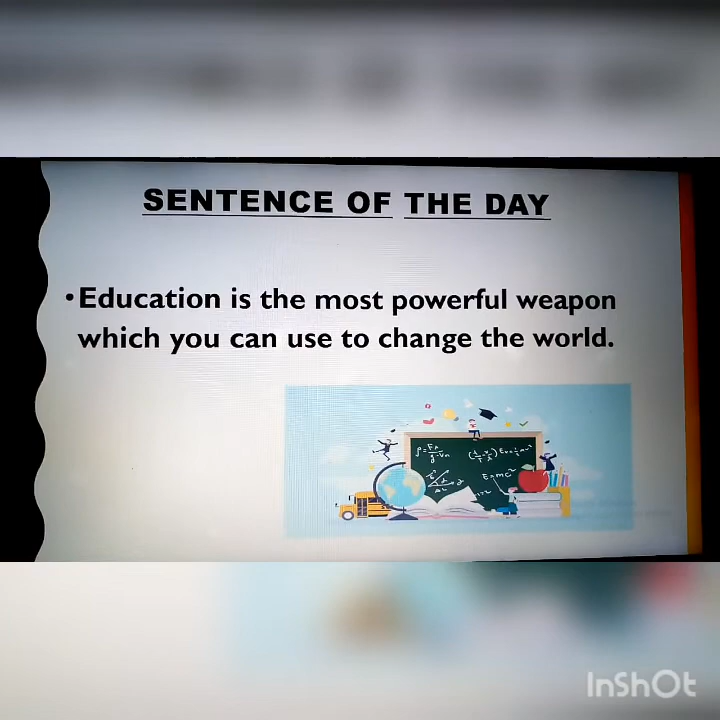 SENTENCE OF THE DAY
•Education is the most powerful weapon
which you can use to change the world.
E=mc²
InShOt